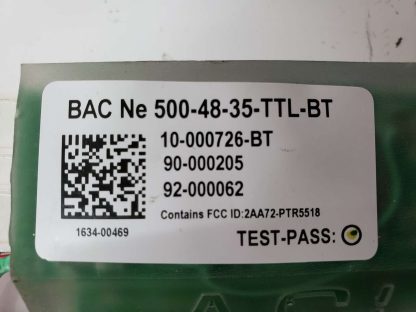 BAC Ne 500-48-35-TTL-BT
10-000726-BT
90-000205
92-000062
Contains FCC ID:2AA72-PTR5518
1634-00469
TEST-PASS: